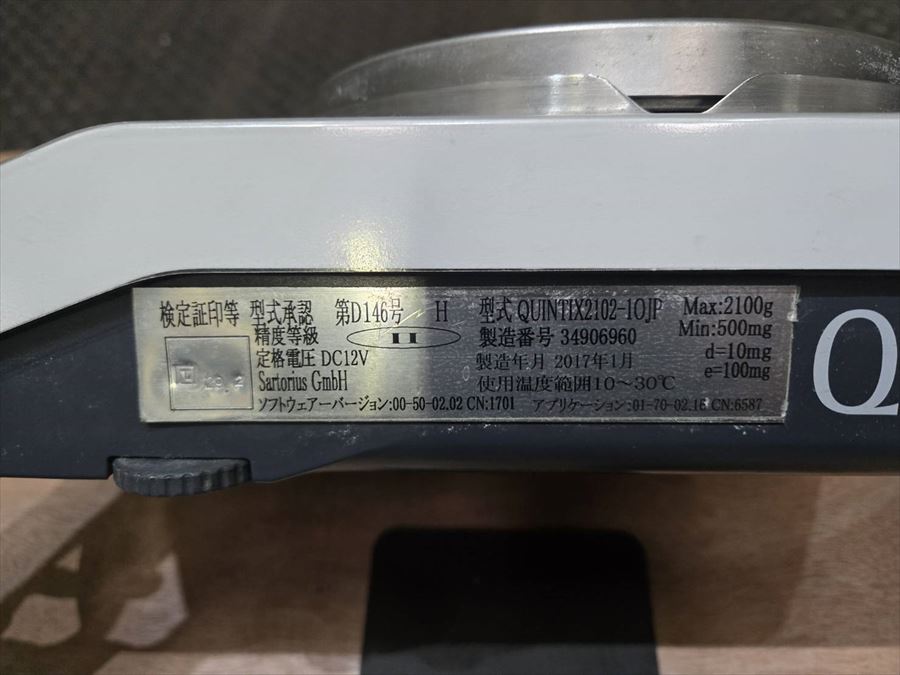 検定証印等 型式承認 第D146号 H 型式 QUINTIX2102-1OJP Max:2100g
精度等級 II 製造番号 34906960 Min:500mg
定格電圧 DC12V 製造年月 2017年1月 d=10mg
Sartorius GmbH 使用温度範囲10~30℃ e=100mg
ソフトウェアーバージョン:00-50-02.02 CN:1701 アプリケーション:01-70-02.16 CN:6587
29.2
Q